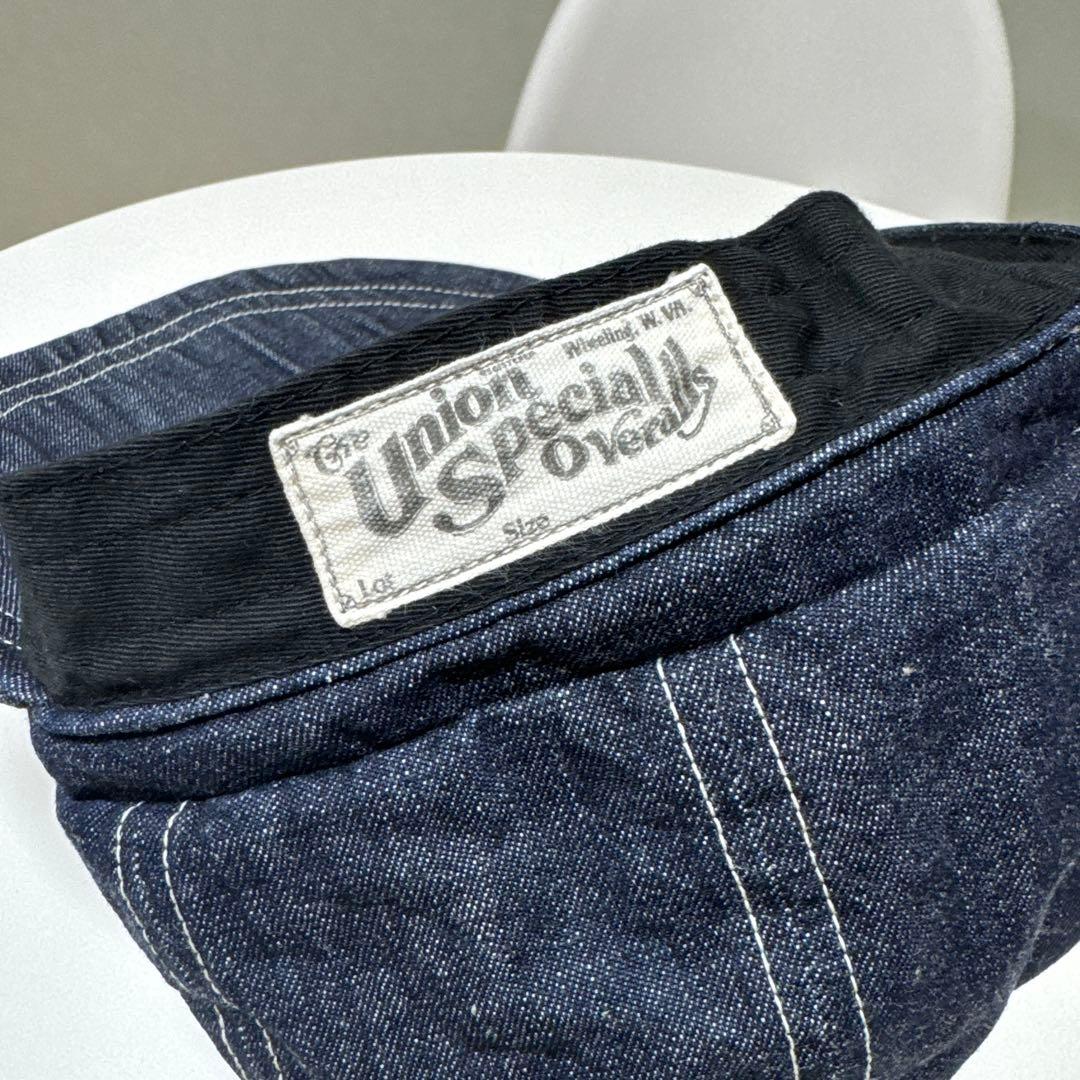 Wheeling, W. VA.
The Union
Special
Overalls
Lot Size